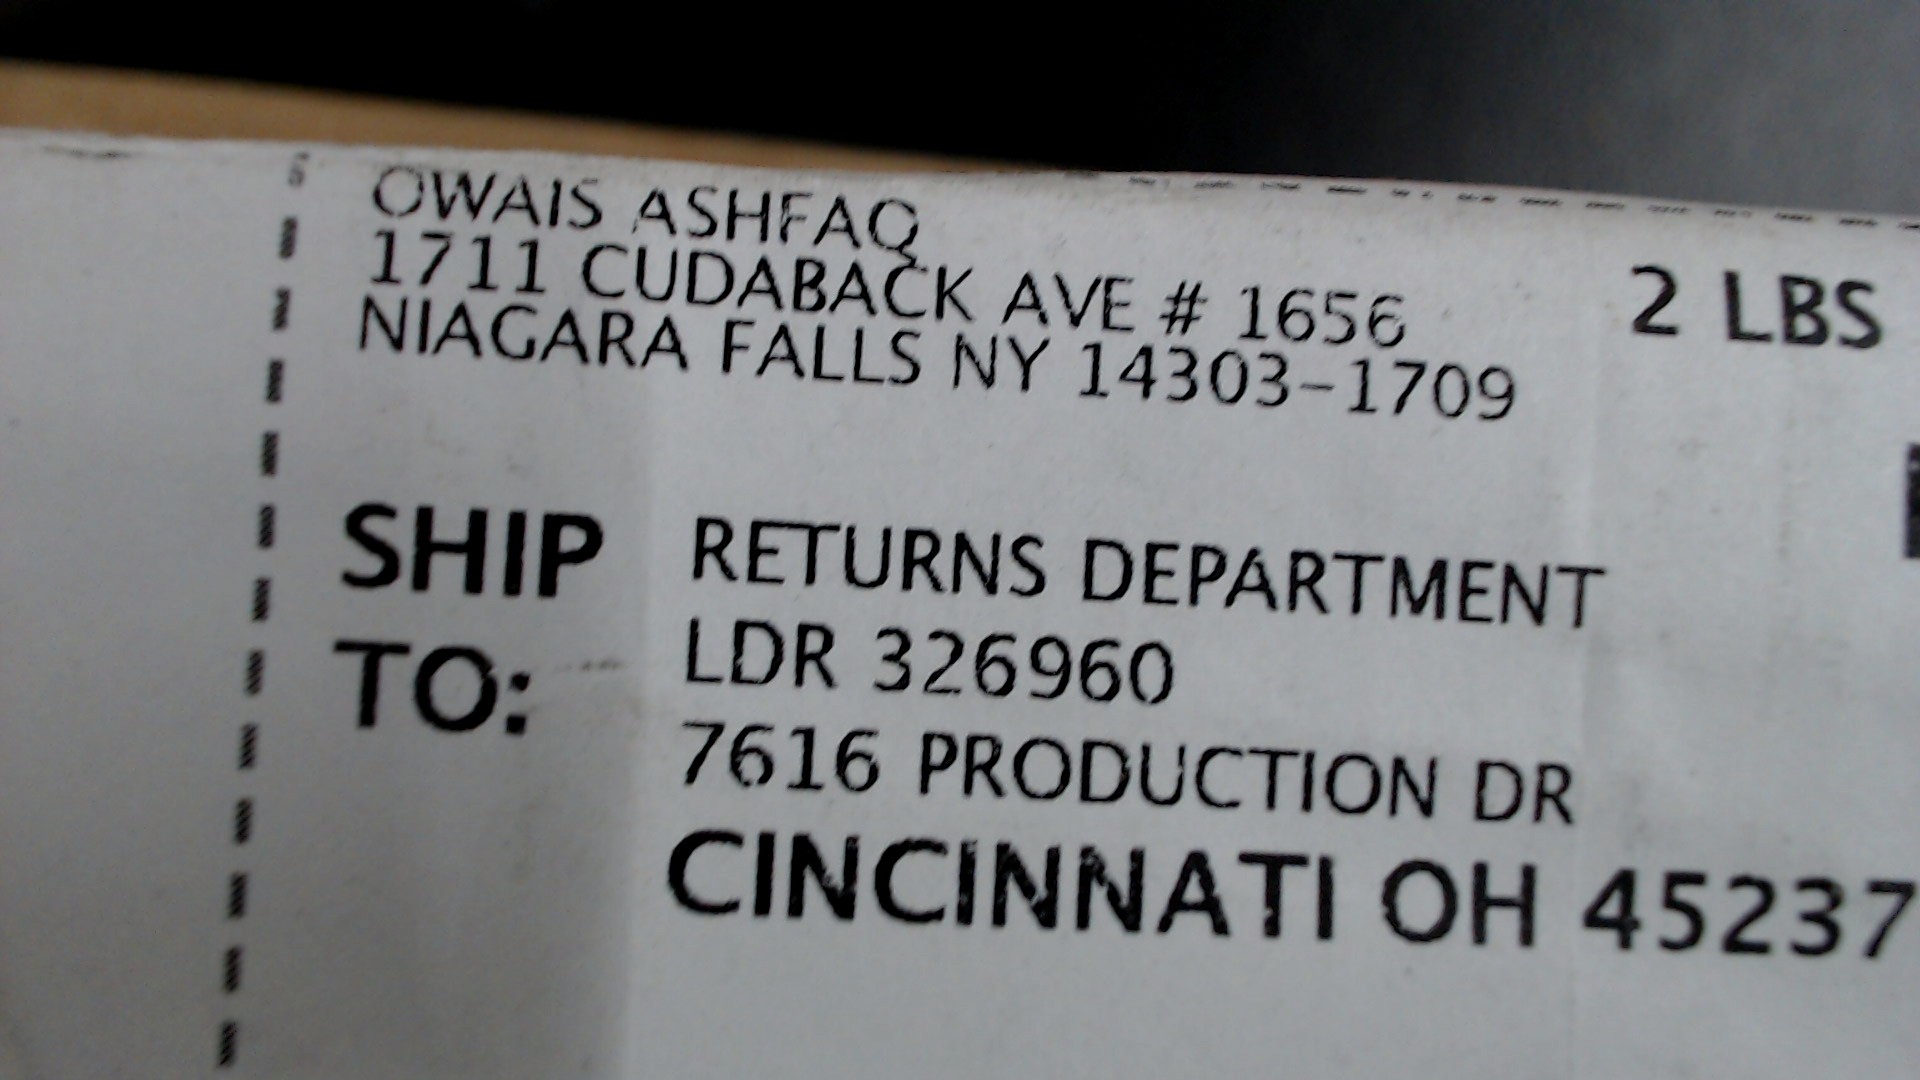 OWAIS ASHFAQ
1711 CUDABACK AVE # 1656
NIAGARA FALLS NY 14303-1709
2 LBS
SHIP TO:
RETURNS DEPARTMENT
LDR 326960
7616 PRODUCTION DR
CINCINNATI OH 45237